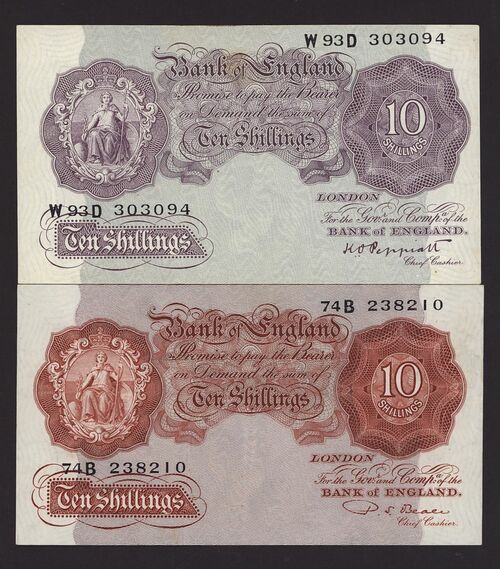 W 93D 303094
Bank of England
Promise to pay the Bearer
on Demand the sum of
Ten Shillings
10
SHILLINGS
LONDON
For the Govr. and Compa. of the
BANK OF ENGLAND.
W 93D 303094
Ten Shillings
K O Peppiatt
Chief Cashier.
74B 238210
Bank of England
Promise to pay the Bearer
on Demand the sum of
Ten Shillings
10
SHILLINGS
LONDON
For the Govr. and Compa. of the
BANK OF ENGLAND.
74B 238210
Ten Shillings
P. S. Beale
Chief Cashier.